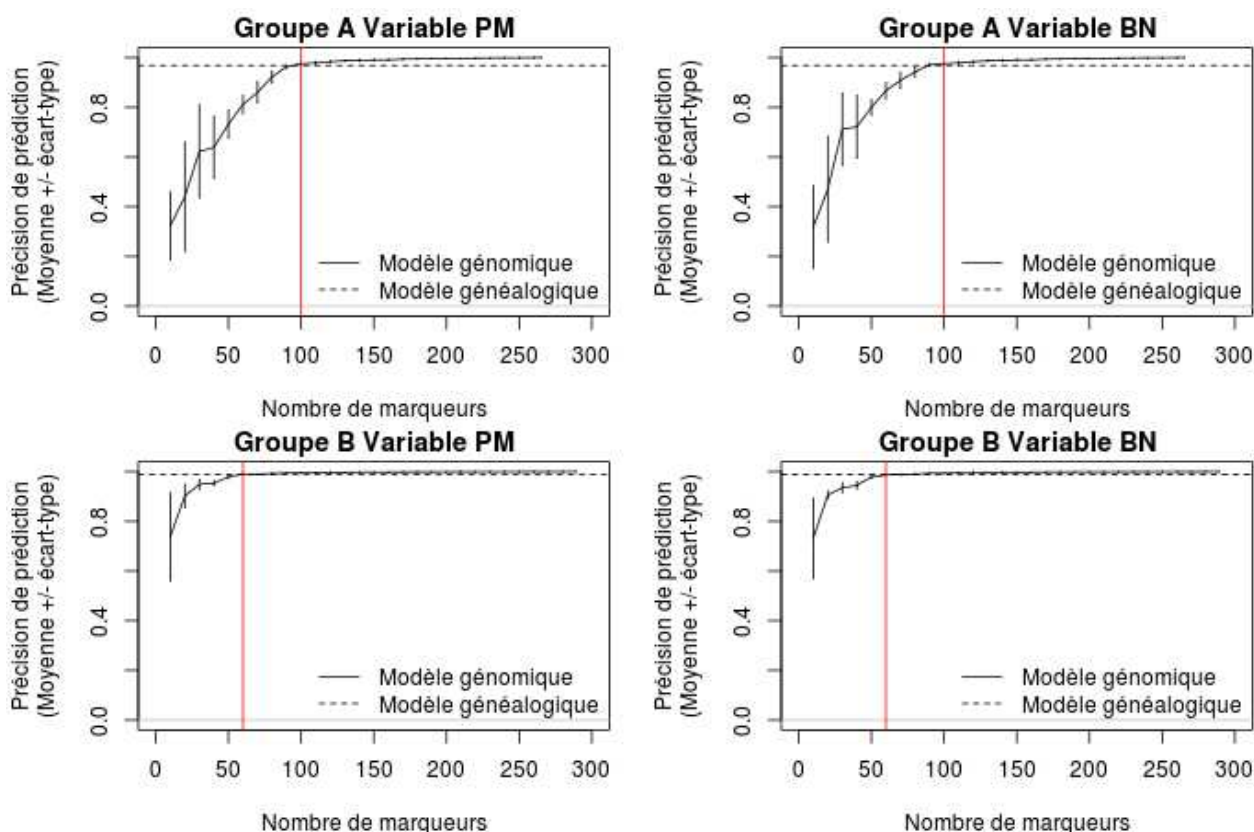 Groupe A Variable PM
Précision de prédiction
(Moyenne +/- écart-type)
0.8
0.4
0.0
Modèle génomique
Modèle généalogique
0 50 100 150 200 250 300
Nombre de marqueurs
Groupe A Variable BN
Précision de prédiction
(Moyenne +/- écart-type)
0.8
0.4
0.0
Modèle génomique
Modèle généalogique
0 50 100 150 200 250 300
Nombre de marqueurs
Groupe B Variable PM
Précision de prédiction
(Moyenne +/- écart-type)
0.8
0.4
0.0
Modèle génomique
Modèle généalogique
0 50 100 150 200 250 300
Nombre de marqueurs
Groupe B Variable BN
Précision de prédiction
(Moyenne +/- écart-type)
0.8
0.4
0.0
Modèle génomique
Modèle généalogique
0 50 100 150 200 250 300
Nombre de marqueurs